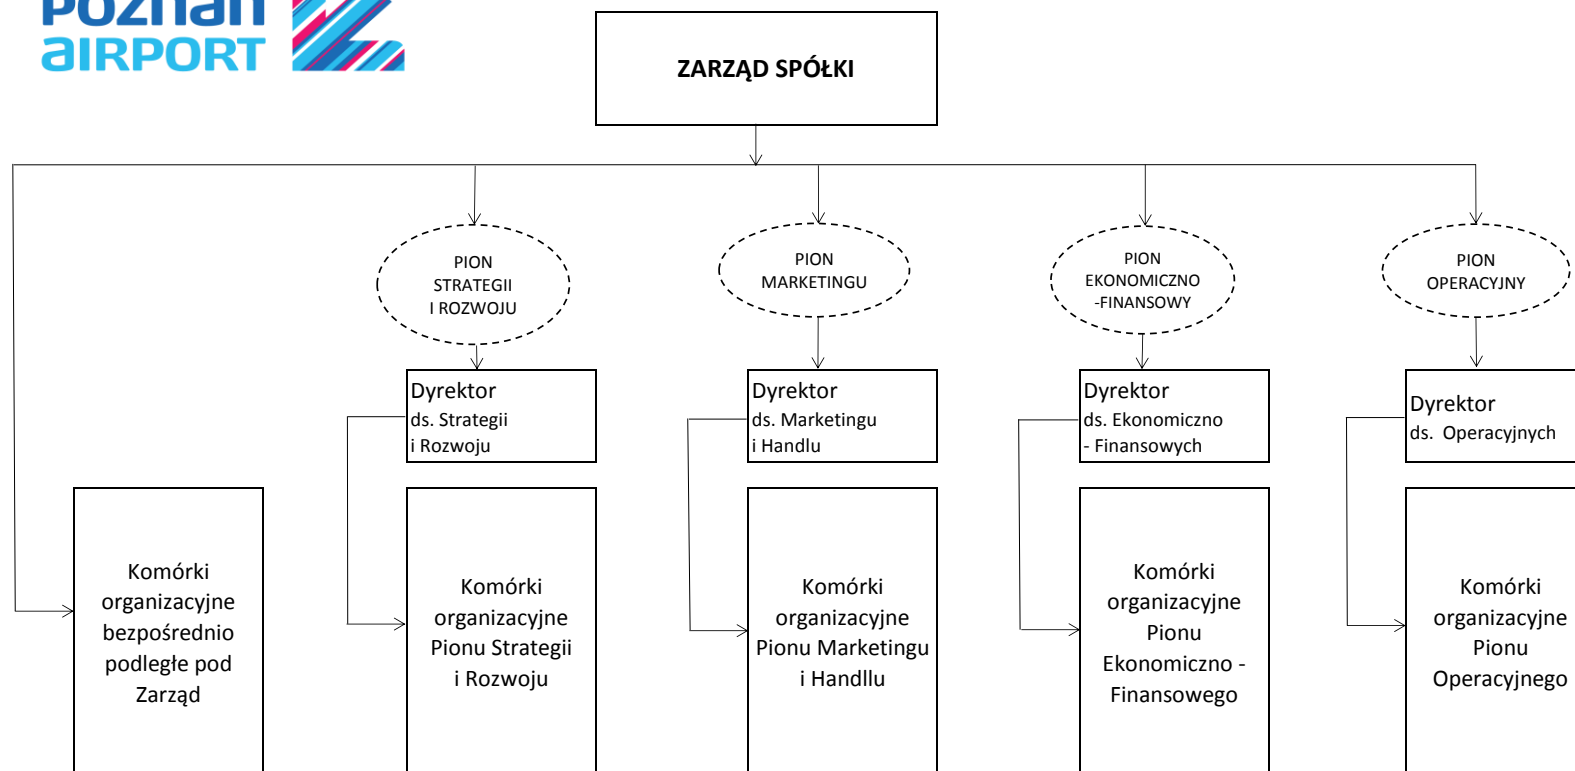 poznań
aiRPORT
ZARZĄD SPÓŁKI
PION
STRATEGII
I ROZWOJU
PION
MARKETINGU
PION
EKONOMICZNO
-FINANSOWY
PION
OPERACYJNY
Dyrektor
ds. Strategii
i Rozwoju
Dyrektor
ds. Marketingu
i Handlu
Dyrektor
ds. Ekonomiczno
- Finansowych
Dyrektor
ds. Operacyjnych
Komórki
organizacyjne
bezpośrednio
podległe pod
Zarząd
Komórki
organizacyjne
Pionu Strategii
i Rozwoju
Komórki
organizacyjne
Pionu Marketingu
i Handllu
Komórki
organizacyjne
Pionu
Ekonomiczno -
Finansowego
Komórki
organizacyjne
Pionu
Operacyjnego